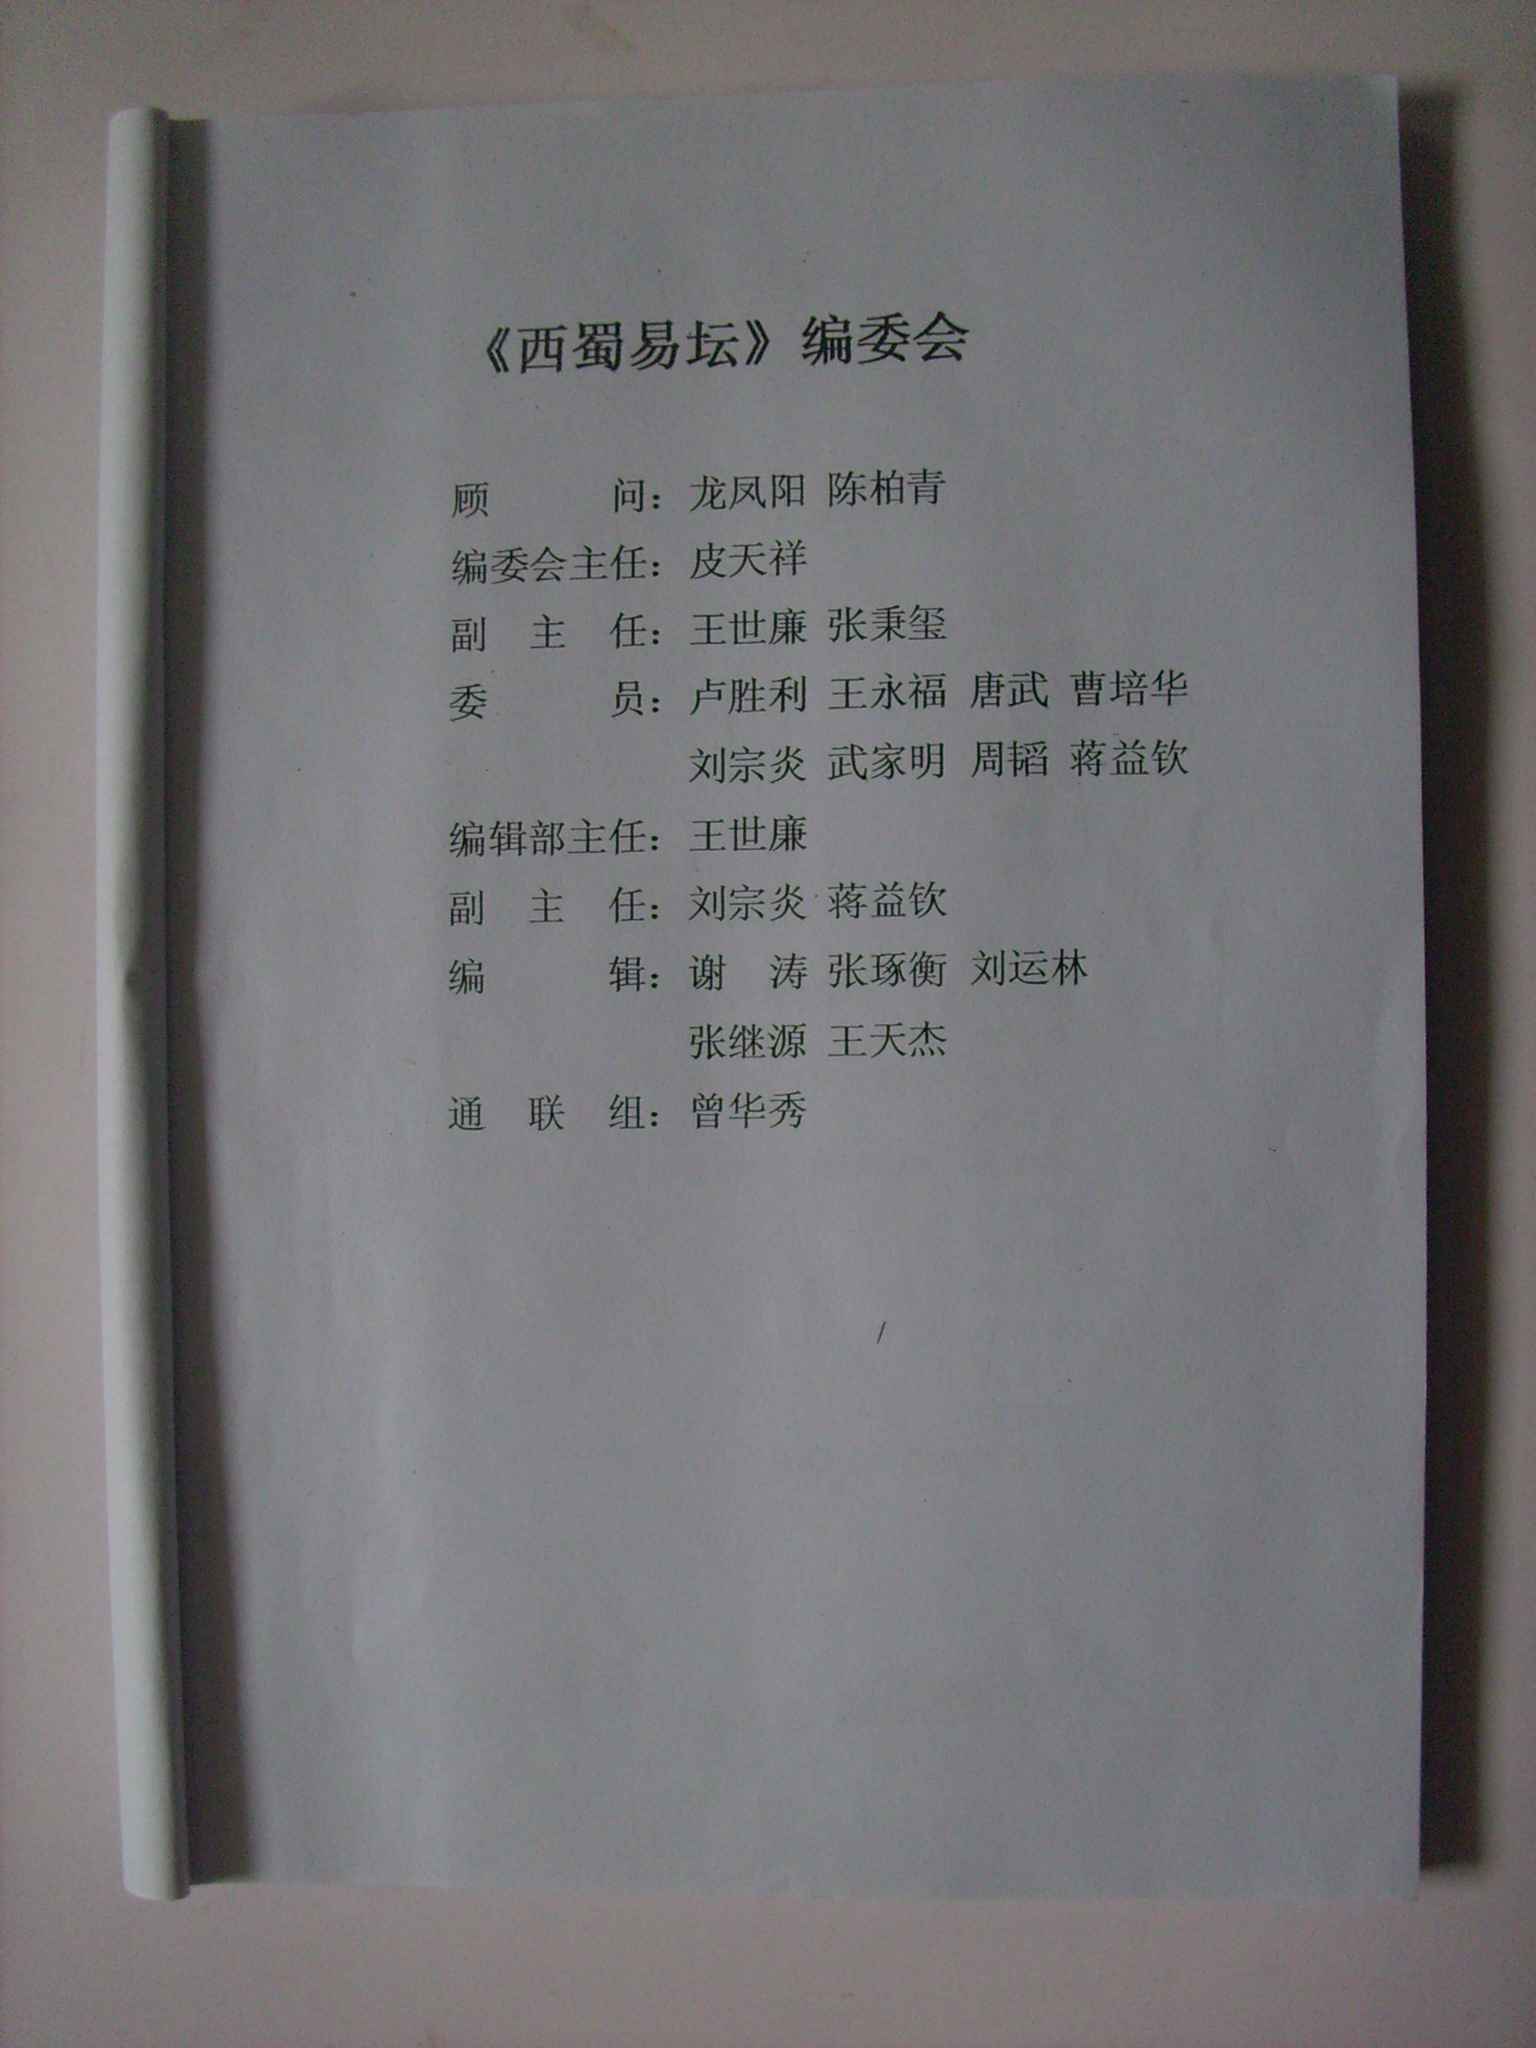 《西蜀易坛》编委会
顾 问：龙凤阳 陈柏青
编委会主任：皮天祥
副 主 任：王世廉 张秉玺
委 员：卢胜利 王永福 唐武 曹培华
刘宗炎 武家明 周韬 蒋益钦
编辑部主任：王世廉
副 主 任：刘宗炎 蒋益钦
编 辑：谢 涛 张琢衡 刘运林
张继源 王天杰
通 联 组：曾华秀